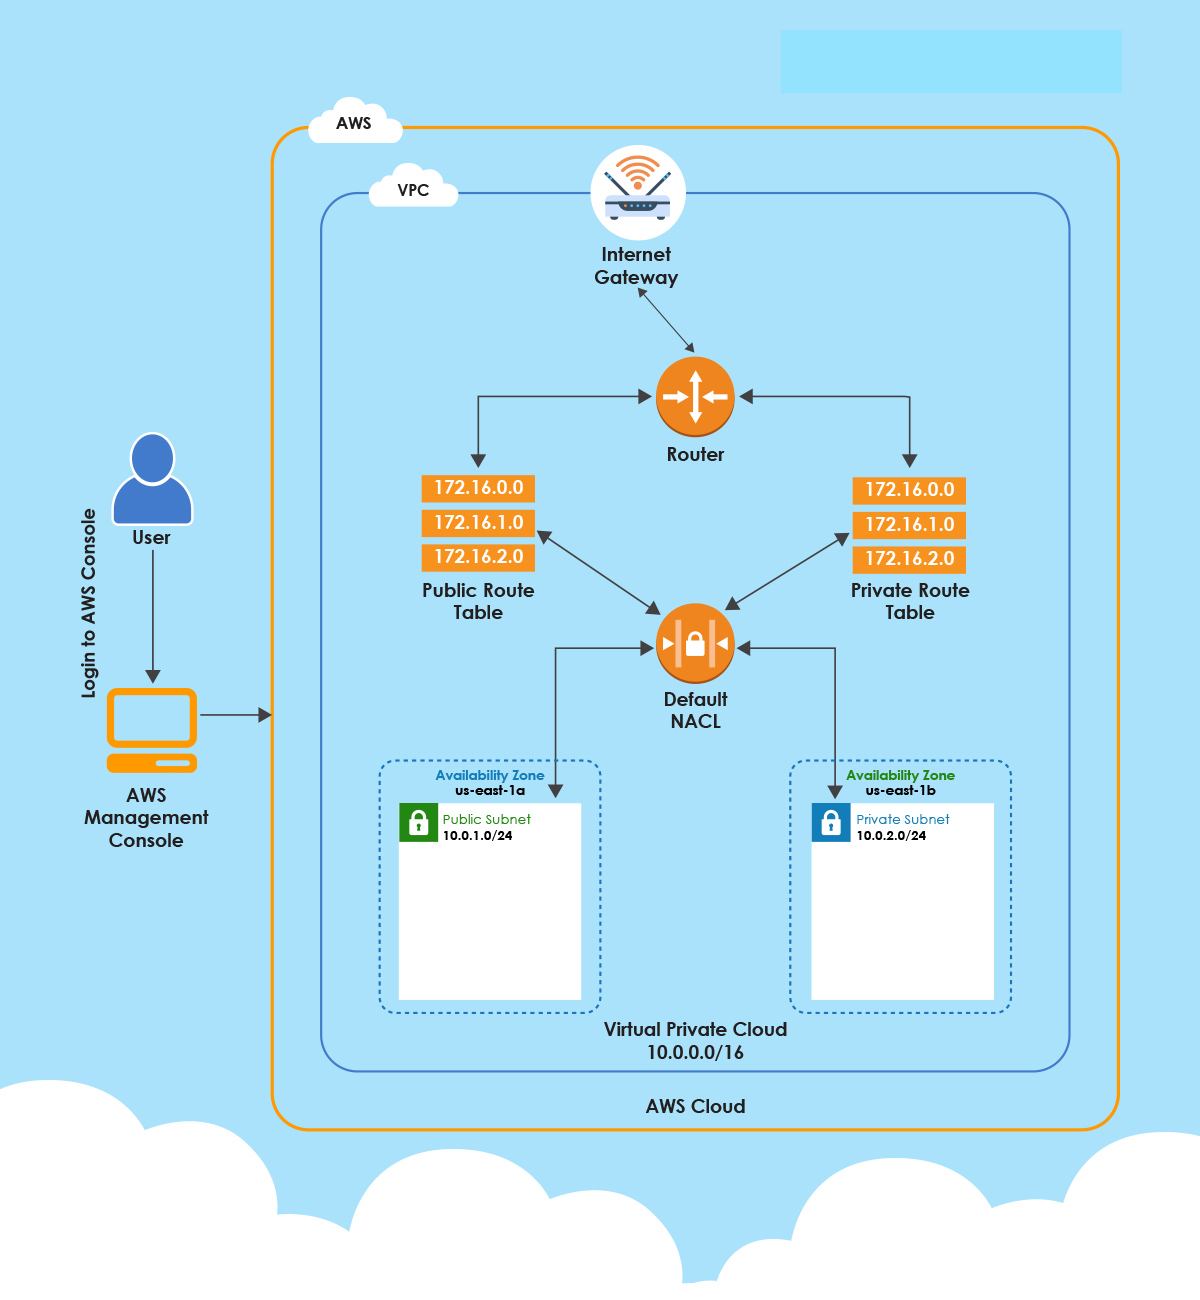 AWS
VPC
Internet
Gateway
Router
172.16.0.0
172.16.1.0
172.16.2.0
Public Route
Table
172.16.0.0
172.16.1.0
172.16.2.0
Private Route
Table
User
Login to AWS Console
AWS
Management
Console
Default
NACL
Availability Zone
us-east-1a
Public Subnet
10.0.1.0/24
Availability Zone
us-east-1b
Private Subnet
10.0.2.0/24
Virtual Private Cloud
10.0.0.0/16
AWS Cloud